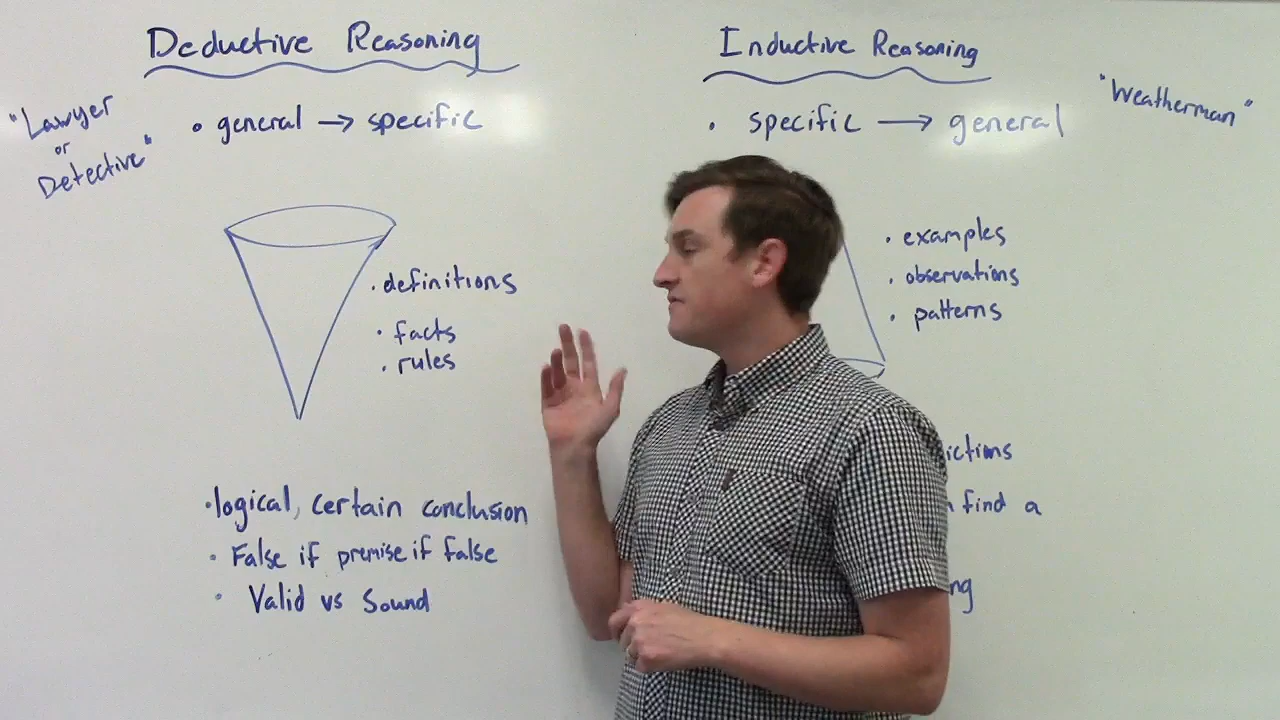 Deductive Reasoning
"Lawyer
or
Detective"
• general → specific
• definitions
• facts
• rules
• logical, certain conclusion
• False if premise if false
• Valid vs Sound
Inductive Reasoning
"Weatherman"
• specific → general
• examples
• observations
• patterns
find a